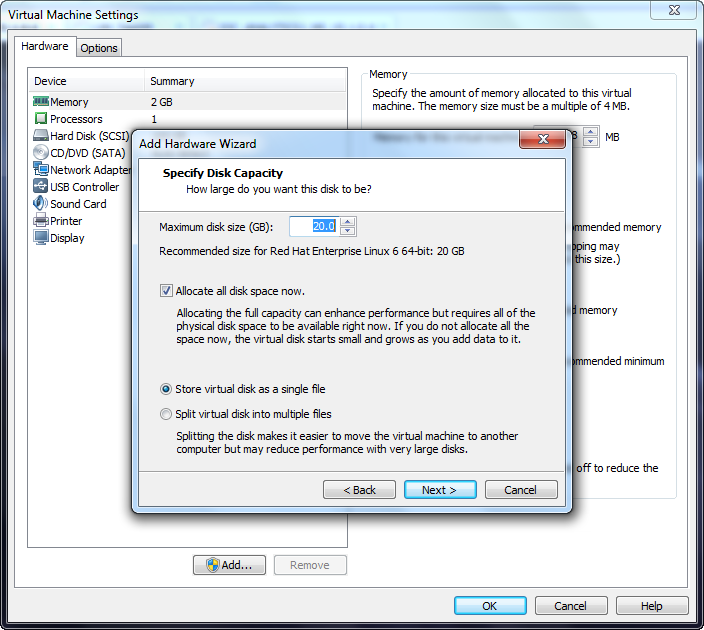 Virtual Machine Settings
Hardware
Options
Device Summary
Memory 2 GB
Processors 1
Hard Disk (SCSI)
CD/DVD (SATA)
Network Adapter
USB Controller
Sound Card
Printer
Display
Add...
Remove
Memory
Specify the amount of memory allocated to this virtual
machine. The memory size must be a multiple of 4 MB.
MB
mmended memory
pping may
this size.)
d memory
ommended minimum
off to reduce the
Add Hardware Wizard
Specify Disk Capacity
How large do you want this disk to be?
Maximum disk size (GB): 20.0
Recommended size for Red Hat Enterprise Linux 6 64-bit: 20 GB
Allocate all disk space now.
Allocating the full capacity can enhance performance but requires all of the
physical disk space to be available right now. If you do not allocate all the
space now, the virtual disk starts small and grows as you add data to it.
Store virtual disk as a single file
Split virtual disk into multiple files
Splitting the disk makes it easier to move the virtual machine to another
computer but may reduce performance with very large disks.
< Back Next > Cancel
OK Cancel Help